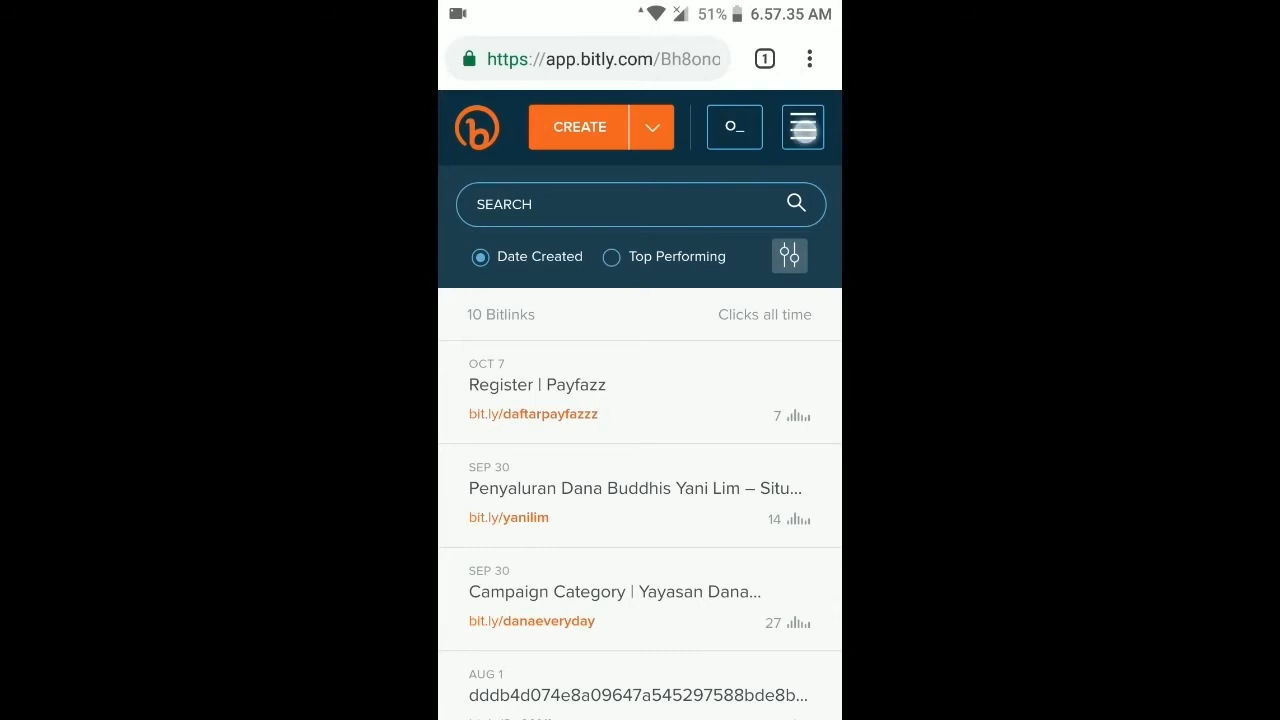 51% 6.57.35 AM
https://app.bitly.com/Bh8ono 1
CREATE O_
SEARCH
Date Created Top Performing
10 Bitlinks Clicks all time
OCT 7
Register | Payfazz
bit.ly/daftarpayfazzz 7
SEP 30
Penyaluran Dana Buddhis Yani Lim – Situ...
bit.ly/yanilim 14
SEP 30
Campaign Category | Yayasan Dana...
bit.ly/danaeveryday 27
AUG 1
dddb4d074e8a09647a545297588bde8b...